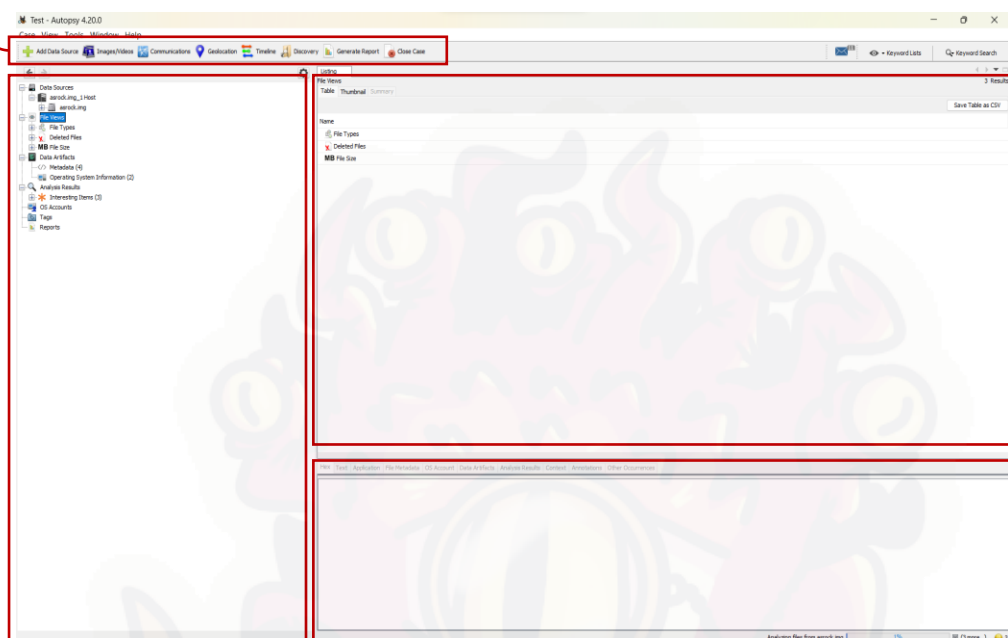 Test - Autopsy 4.20.0
Case View Tools Window Help
Add Data Source Images/Videos Communications Geolocation Timeline Discovery Generate Report Close Case
Keyword Lists Keyword Search
Listing
File Views
3 Results
Table Thumbnail Summary
Save Table as CSV
Name
File Types
Deleted Files
MB File Size
Data Sources
asrock.img_1 Host
asrock.img
File Views
File Types
Deleted Files
MB File Size
Data Artifacts
Metadata (4)
Operating System Information (2)
Analysis Results
Interesting Items (3)
OS Accounts
Tags
Reports
Hex Text Application File Metadata OS Account Data Artifacts Analysis Results Context Annotations Other Occurrences
Analyzing files from asrock.img